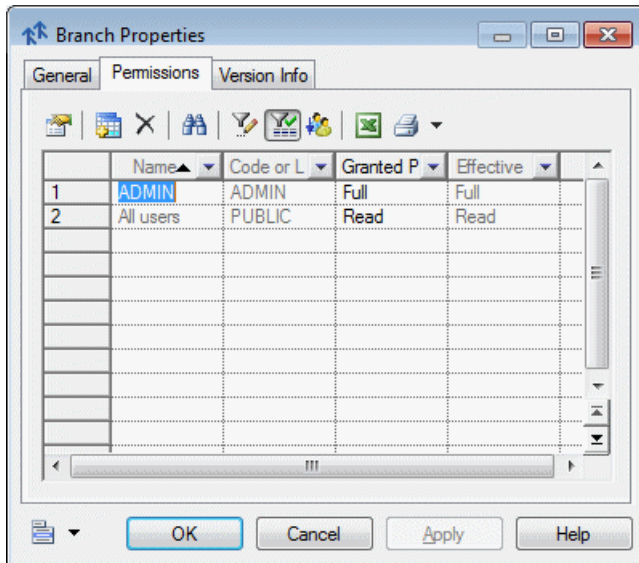 Branch Properties
General Permissions Version Info
Name Code or L Granted P Effective
1 ADMIN ADMIN Full Full
2 All users PUBLIC Read Read
OK Cancel Apply Help